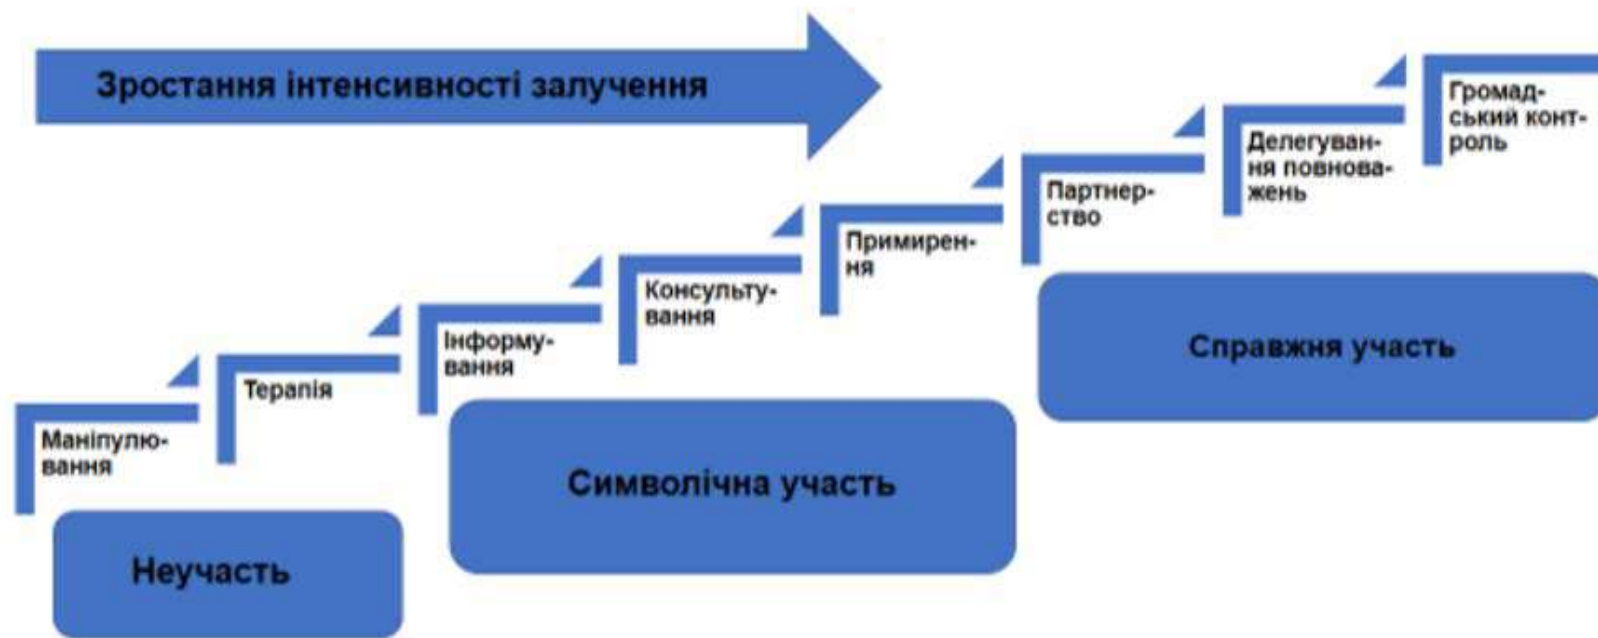 Зростання інтенсивності залучення
Маніпулю-
вання
Терапія
Інформу-
вання
Консульту-
вання
Примирен-
ня
Партнер-
ство
Делегуван-
ня повнова-
жень
Громад-
ський конт-
роль
Неучасть
Символічна участь
Справжня участь